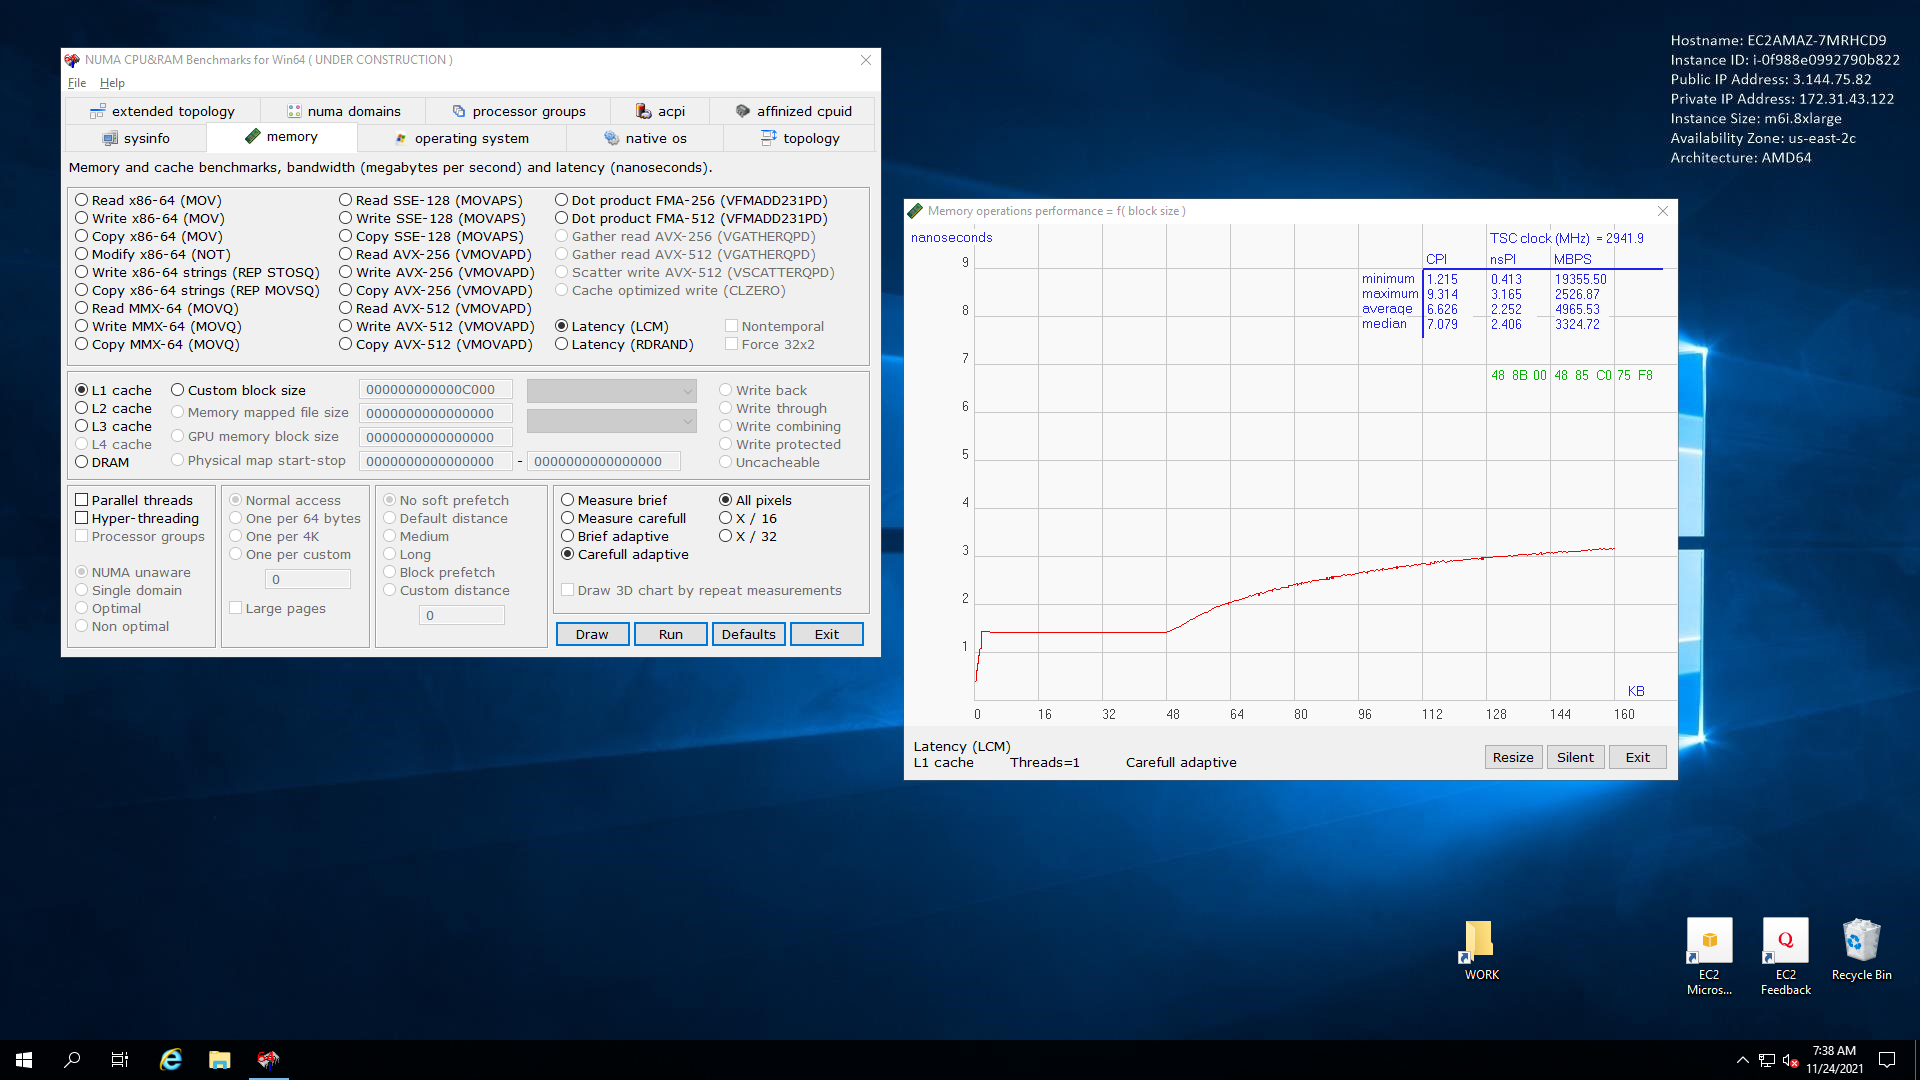 Hostname: EC2AMAZ-7MRHCD9
Instance ID: i-0f988e0992790b822
Public IP Address: 3.144.75.82
Private IP Address: 172.31.43.122
Instance Size: m6i.8xlarge
Availability Zone: us-east-2c
Architecture: AMD64
NUMA CPU&RAM Benchmarks for Win64 ( UNDER CONSTRUCTION )
File Help
extended topology numa domains processor groups acpi affinized cpuid
sysinfo memory operating system native os topology
Memory and cache benchmarks, bandwidth (megabytes per second) and latency (nanoseconds).
Read x86-64 (MOV) Read SSE-128 (MOVAPS) Dot product FMA-256 (VFMADD231PD)
Write x86-64 (MOV) Write SSE-128 (MOVAPS) Dot product FMA-512 (VFMADD231PD)
Copy x86-64 (MOV) Copy SSE-128 (MOVAPS) Gather read AVX-256 (VGATHERQPD)
Modify x86-64 (NOT) Read AVX-256 (VMOVAPD) Gather read AVX-512 (VGATHERQPD)
Write x86-64 strings (REP STOSQ) Write AVX-256 (VMOVAPD) Scatter write AVX-512 (VSCATTERQPD)
Copy x86-64 strings (REP MOVSQ) Copy AVX-256 (VMOVAPD) Cache optimized write (CLZERO)
Read MMX-64 (MOVQ) Read AVX-512 (VMOVAPD)
Write MMX-64 (MOVQ) Write AVX-512 (VMOVAPD) Latency (LCM) Nontemporal
Copy MMX-64 (MOVQ) Copy AVX-512 (VMOVAPD) Latency (RDRAND) Force 32x2
L1 cache Custom block size 000000000000C000 Write back
L2 cache Memory mapped file size 0000000000000000 Write through
L3 cache GPU memory block size 0000000000000000 Write combining
L4 cache Physical map start-stop 0000000000000000 - 0000000000000000 Write protected
DRAM Uncacheable
Parallel threads Normal access No soft prefetch Measure brief All pixels
Hyper-threading One per 64 bytes Default distance Measure carefull X / 16
Processor groups One per 4K Medium Brief adaptive X / 32
One per custom Long Carefull adaptive
NUMA unaware 0 Block prefetch
Single domain Custom distance Draw 3D chart by repeat measurements
Optimal Large pages 0
Non optimal
Draw Run Defaults Exit
Memory operations performance = f( block size )
nanoseconds TSC clock (MHz) = 2941.9
CPI nsPI MBPS
minimum 1.215 0.413 19355.50
maximum 9.314 3.165 2526.87
average 6.626 2.252 4965.53
median 7.079 2.406 3324.72
48 8B 00 48 85 C0 75 F8
9
8
7
6
5
4
3
2
1
KB
0 16 32 48 64 80 96 112 128 144 160
Latency (LCM)
L1 cache Threads=1 Carefull adaptive
Resize Silent Exit
WORK
EC2 Micros...
EC2 Feedback
Recycle Bin
7:38 AM
11/24/2021